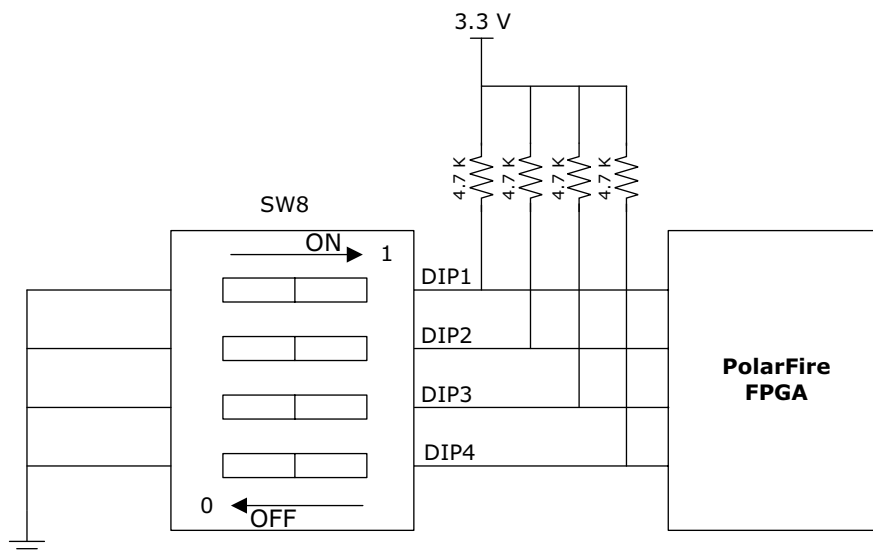 3.3 V
4.7 K
4.7 K
4.7 K
4.7 K
SW8
ON
1
DIP1
DIP2
DIP3
DIP4
0
OFF
PolarFire
FPGA